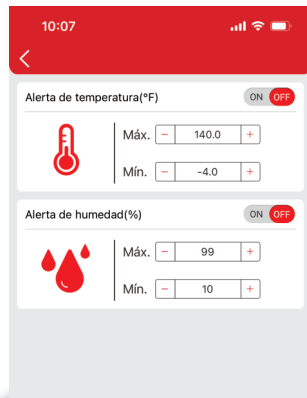 10:07
Alerta de temperatura(°F) ON OFF
Máx. − 140.0 +
Mín. − -4.0 +
Alerta de humedad(%) ON OFF
Máx. − 99 +
Mín. − 10 +